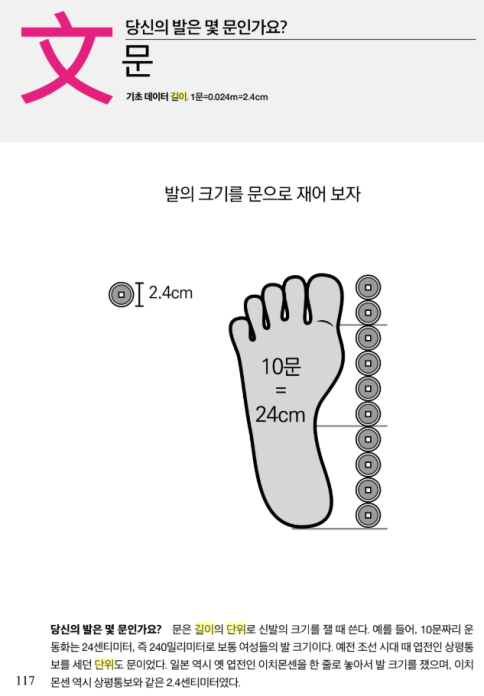 文
당신의 발은 몇 문인가요?
문
기초 데이터 길이. 1문=0.024m=2.4cm
발의 크기를 문으로 재어 보자
2.4cm
10문
=
24cm
당신의 발은 몇 문인가요? 문은 길이의 단위로 신발의 크기를 잴 때 쓴다. 예를 들어, 10문짜리 운
동화는 24센티미터, 즉 240밀리미터로 보통 여성들의 발 크기이다. 예전 조선 시대 때 엽전인 상평통
보를 세던 단위도 문이었다. 일본 역시 옛 엽전인 이치몬센을 한 줄로 놓아서 발 크기를 쟀으며, 이치
몬센 역시 상평통보와 같은 2.4센티미터였다.
117